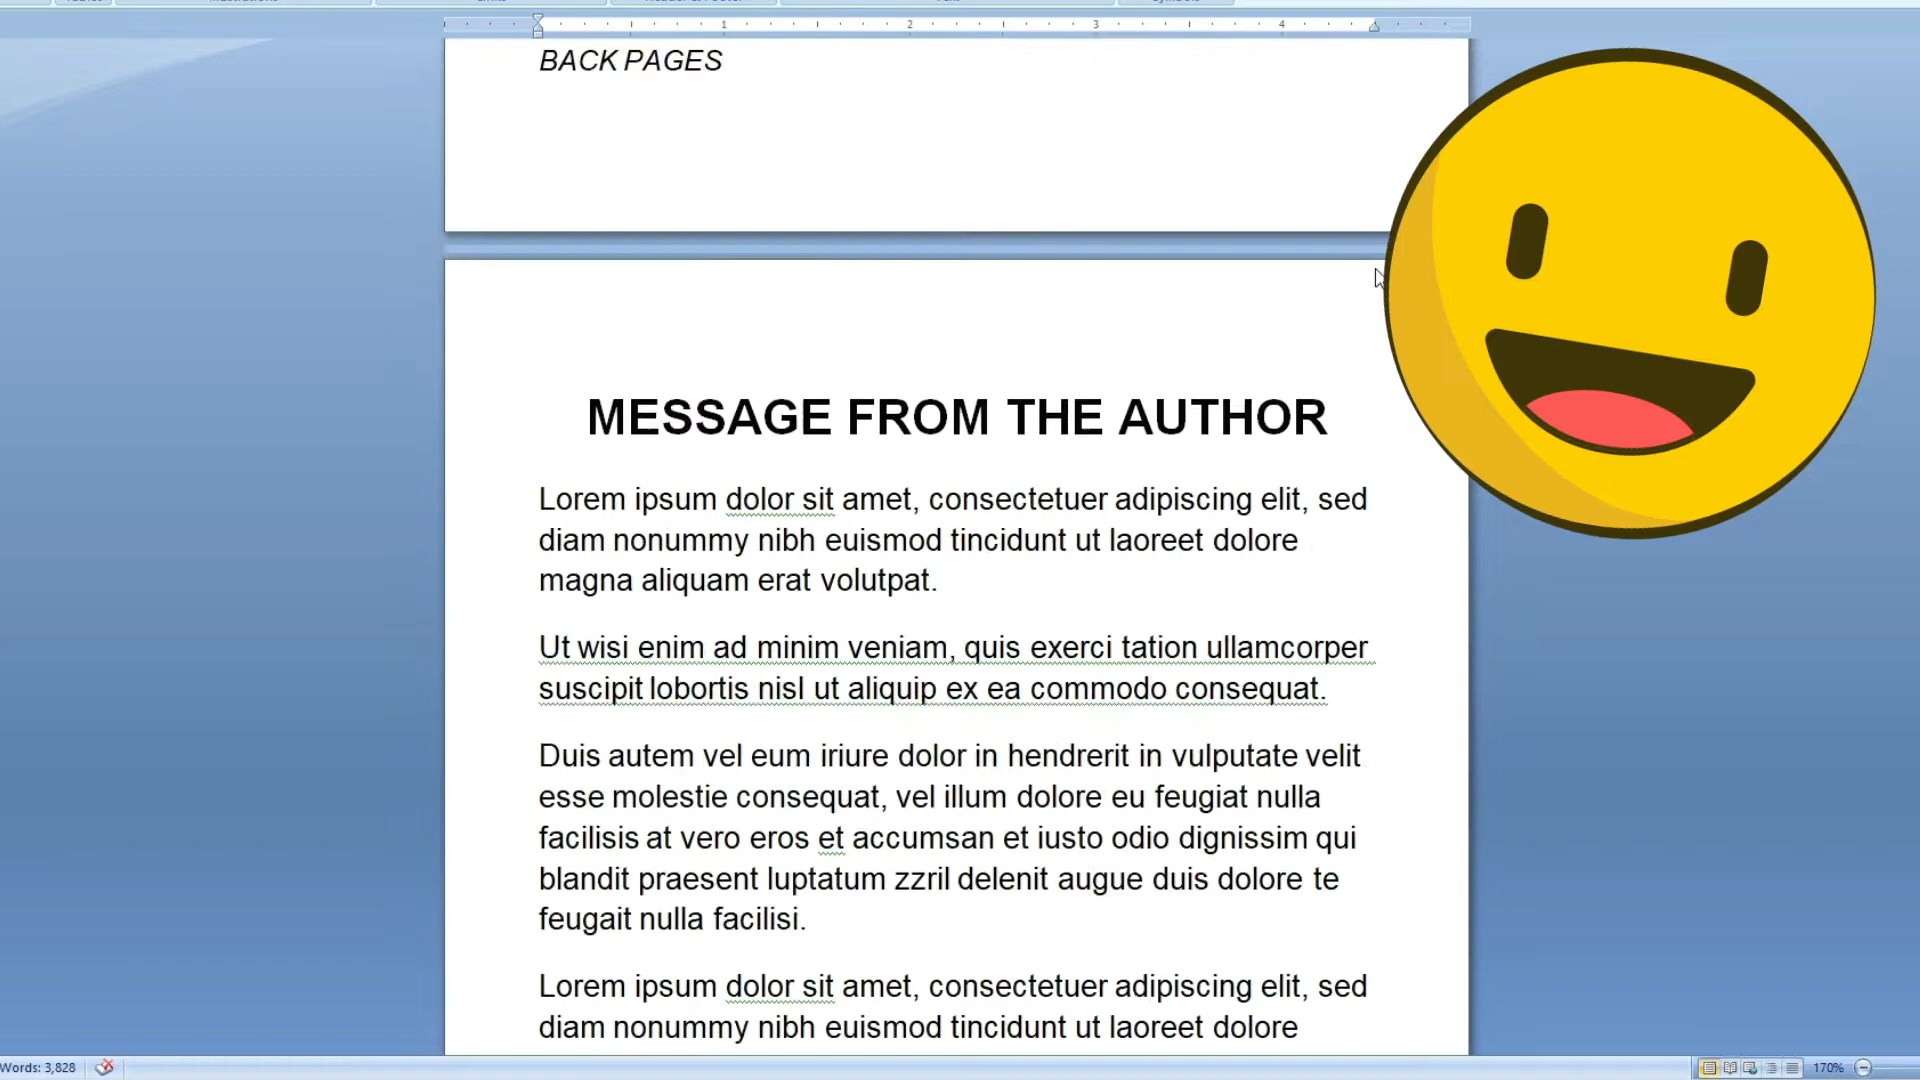 1 2 3 4
BACK PAGES
MESSAGE FROM THE AUTHOR
Lorem ipsum dolor sit amet, consectetuer adipiscing elit, sed
diam nonummy nibh euismod tincidunt ut laoreet dolore
magna aliquam erat volutpat.
Ut wisi enim ad minim veniam, quis exerci tation ullamcorper
suscipit lobortis nisl ut aliquip ex ea commodo consequat.
Duis autem vel eum iriure dolor in hendrerit in vulputate velit
esse molestie consequat, vel illum dolore eu feugiat nulla
facilisis at vero eros et accumsan et iusto odio dignissim qui
blandit praesent luptatum zzril delenit augue duis dolore te
feugait nulla facilisi.
Lorem ipsum dolor sit amet, consectetuer adipiscing elit, sed
diam nonummy nibh euismod tincidunt ut laoreet dolore
Words: 3,828
170%